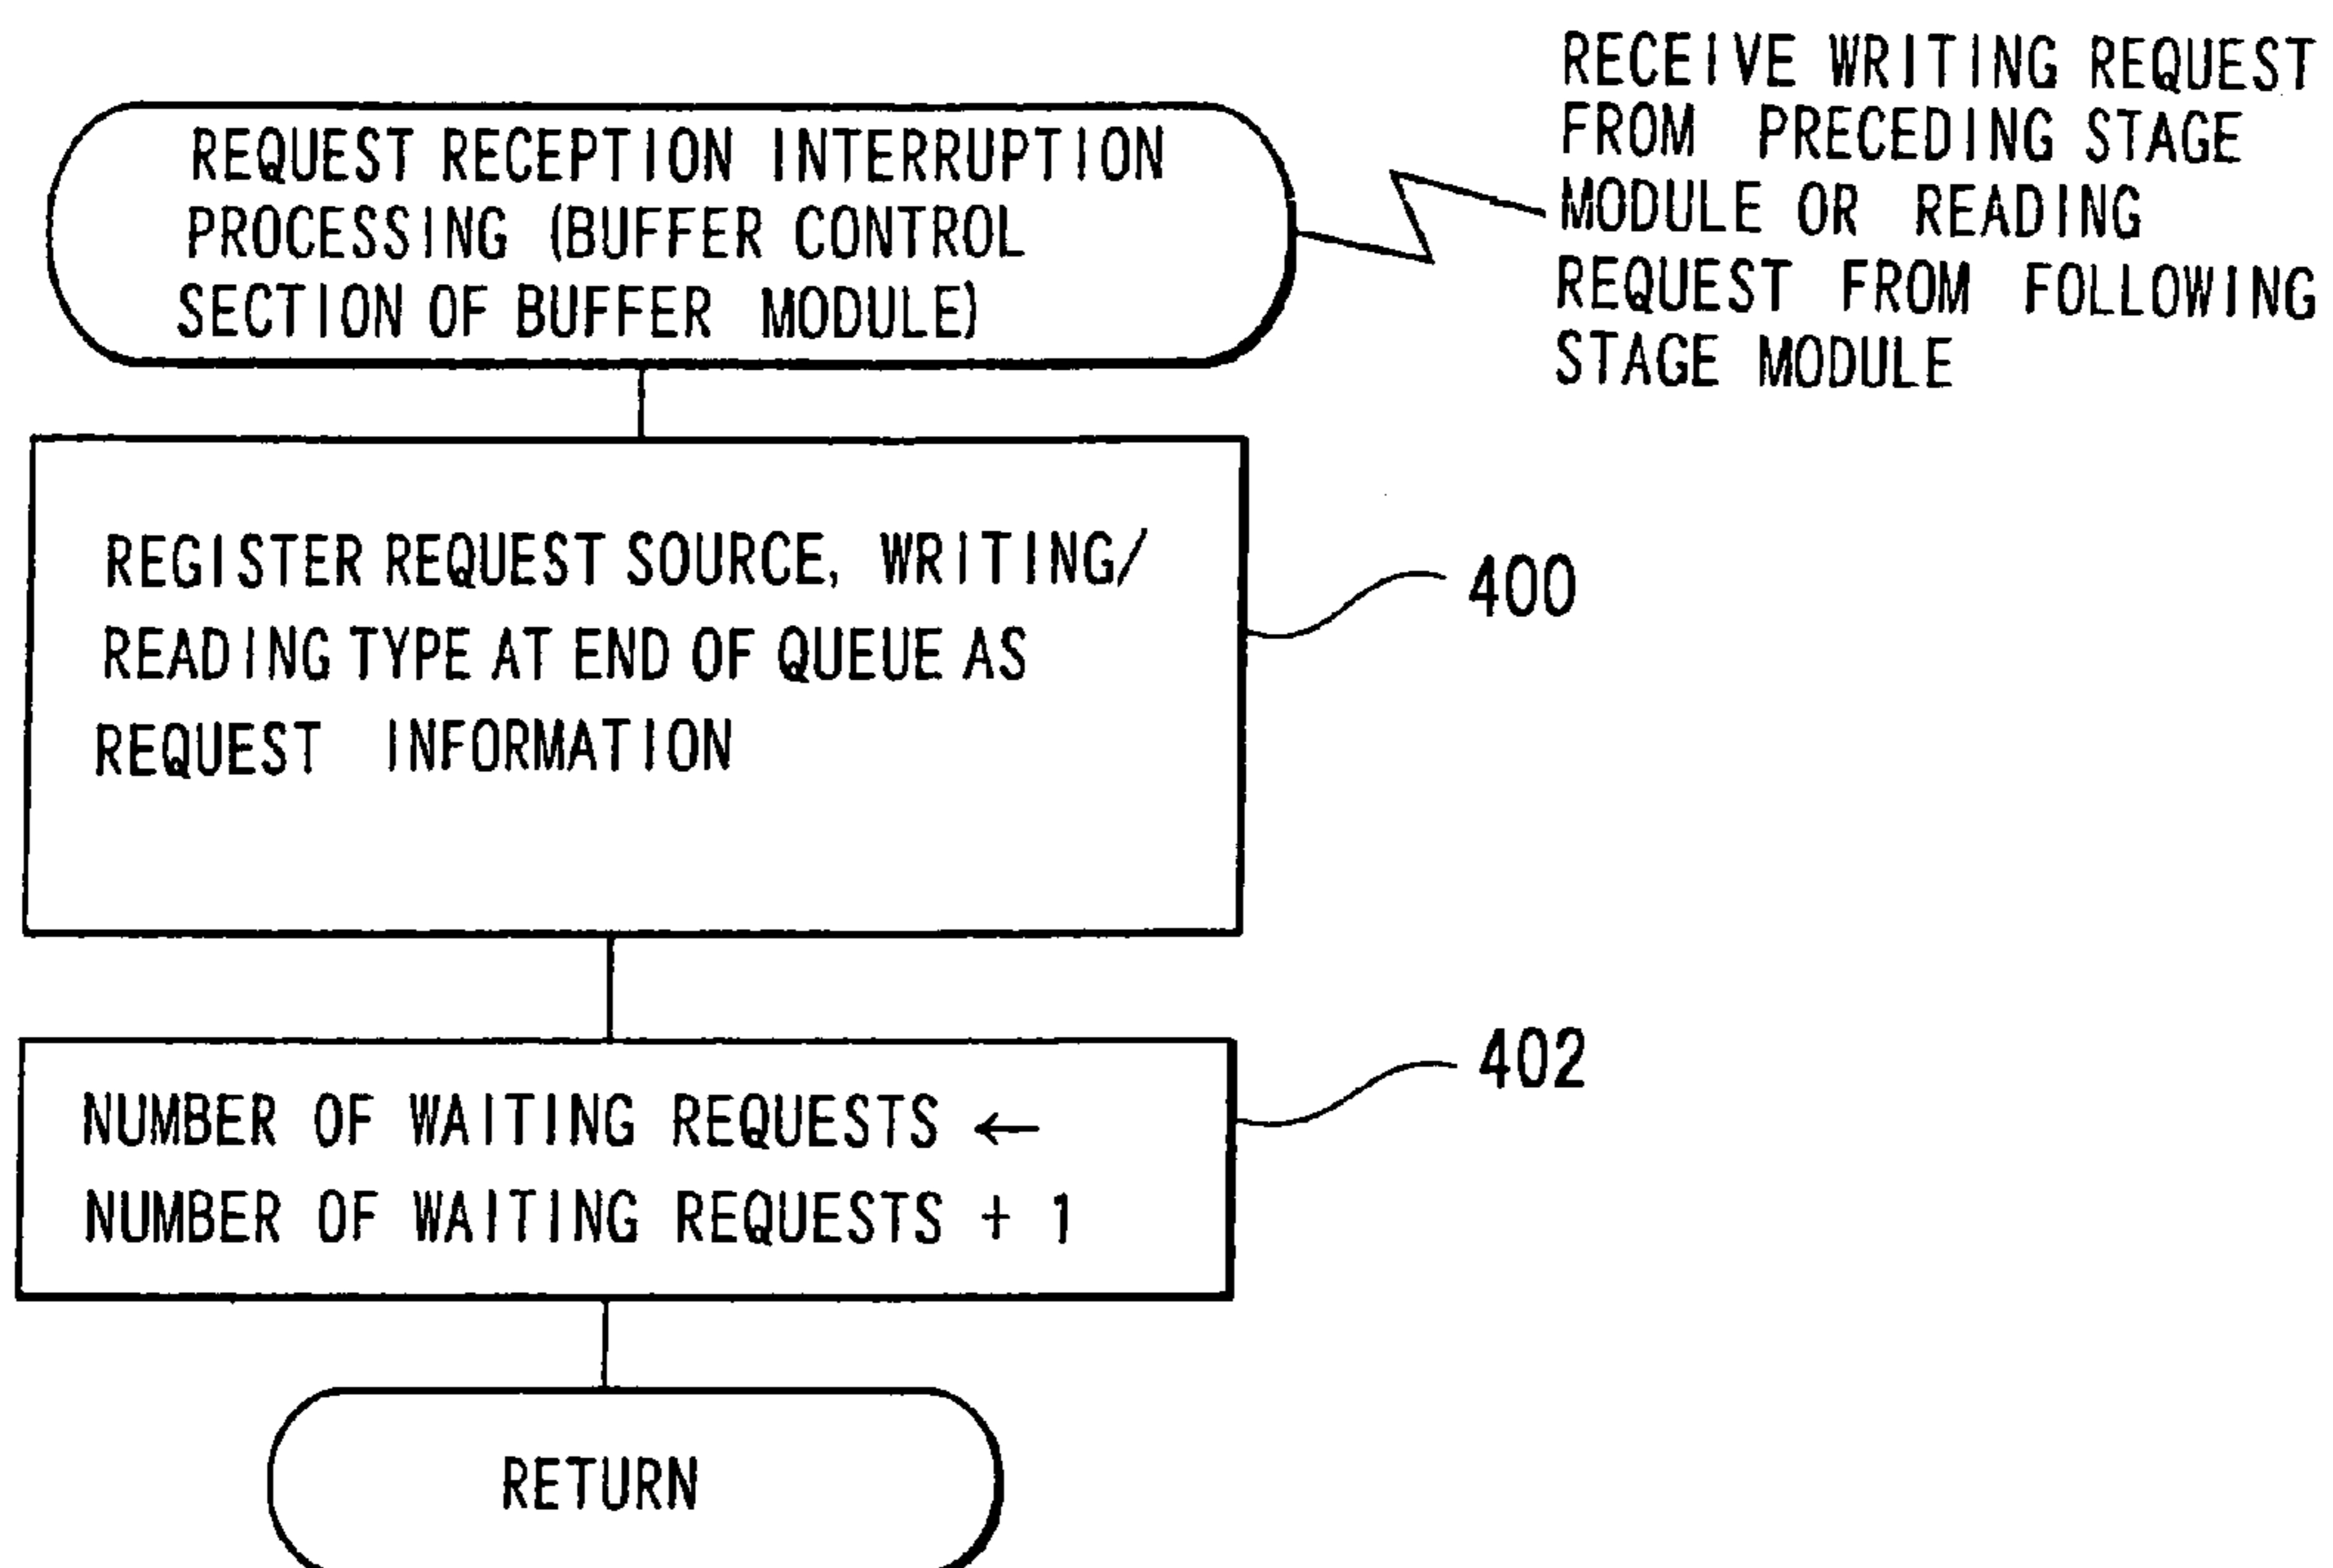 REQUEST RECEPTION INTERRUPTION
PROCESSING (BUFFER CONTROL
SECTION OF BUFFER MODULE)
RECEIVE WRITING REQUEST
FROM PRECEDING STAGE
MODULE OR READING
REQUEST FROM FOLLOWING
STAGE MODULE
REGISTER REQUEST SOURCE, WRITING/
READING TYPE AT END OF QUEUE AS
REQUEST INFORMATION
400
NUMBER OF WAITING REQUESTS ←
NUMBER OF WAITING REQUESTS + 1
402
RETURN